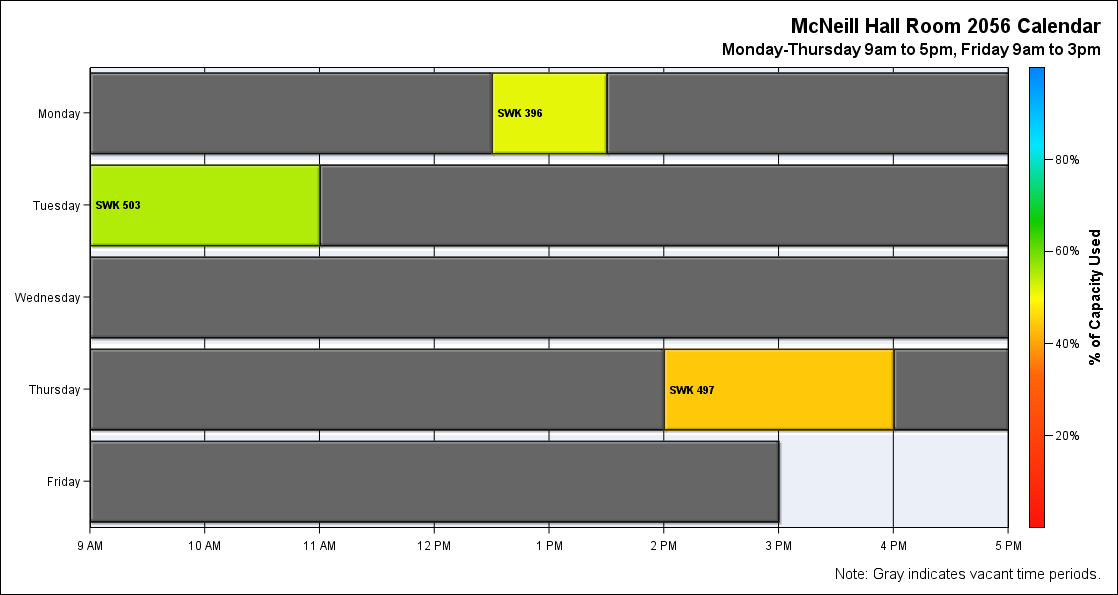 McNeill Hall Room 2056 Calendar
Monday-Thursday 9am to 5pm, Friday 9am to 3pm
Monday
SWK 396
Tuesday
SWK 503
Wednesday
Thursday
SWK 497
Friday
9 AM 10 AM 11 AM 12 PM 1 PM 2 PM 3 PM 4 PM 5 PM
80%
60%
40%
20%
% of Capacity Used
Note: Gray indicates vacant time periods.